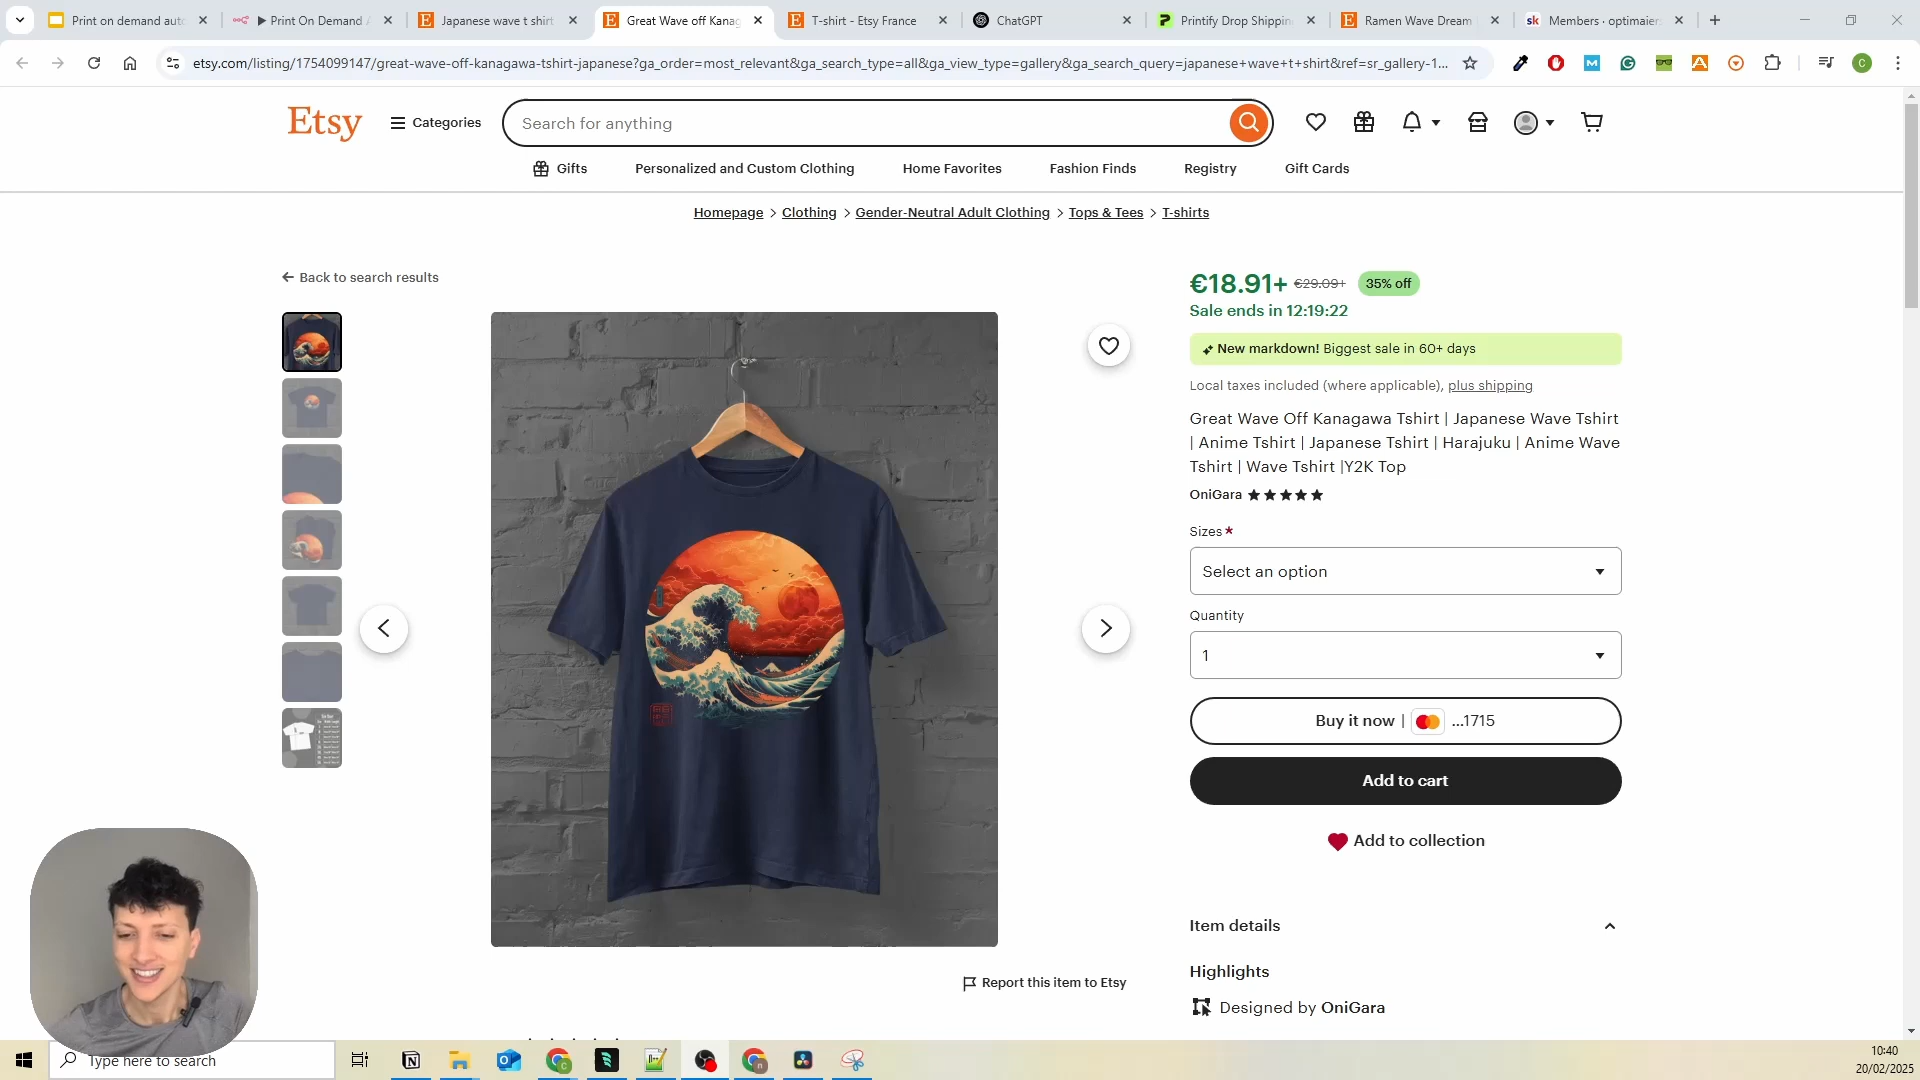 Print on demand auto
▶ Print On Demand A
Japanese wave t shirt
Great Wave off Kanag
T-shirt - Etsy France
ChatGPT
Printify Drop Shippin
Ramen Wave Dream
sk
Members · optimaier
etsy.com/listing/1754099147/great-wave-off-kanagawa-tshirt-japanese?ga_order=most_relevant&ga_search_type=all&ga_view_type=gallery&ga_search_query=japanese+wave+t+shirt&ref=sr_gallery-1...
Etsy
Categories
Search for anything
Gifts
Personalized and Custom Clothing
Home Favorites
Fashion Finds
Registry
Gift Cards
Homepage > Clothing > Gender-Neutral Adult Clothing > Tops & Tees > T-shirts
Back to search results
€18.91+ €29.09+ 35% off
Sale ends in 12:19:22
New markdown! Biggest sale in 60+ days
Local taxes included (where applicable), plus shipping
Great Wave Off Kanagawa Tshirt | Japanese Wave Tshirt
| Anime Tshirt | Japanese Tshirt | Harajuku | Anime Wave
Tshirt | Wave Tshirt |Y2K Top
OniGara ★★★★★
Sizes *
Select an option
Quantity
1
Buy it now | ...1715
Add to cart
Add to collection
Item details
Highlights
Designed by OniGara
Report this item to Etsy
Type here to search
10:40
20/02/2025